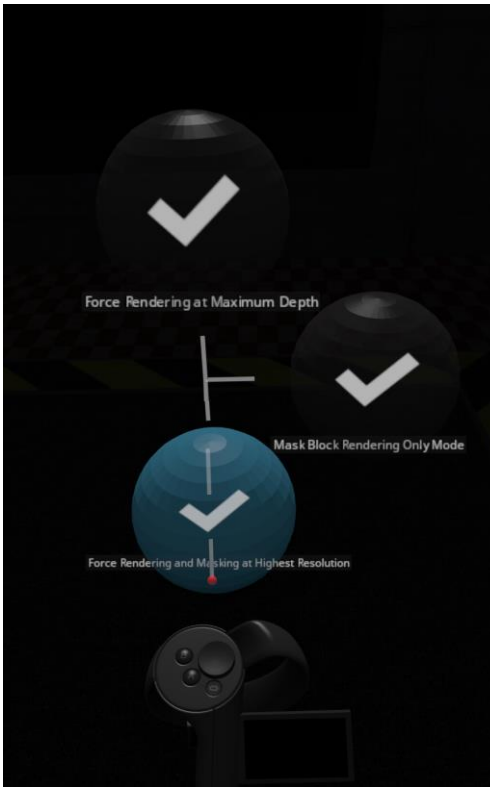 Force Rendering at Maximum Depth
Mask Block Rendering Only Mode
Force Rendering and Masking at Highest Resolution